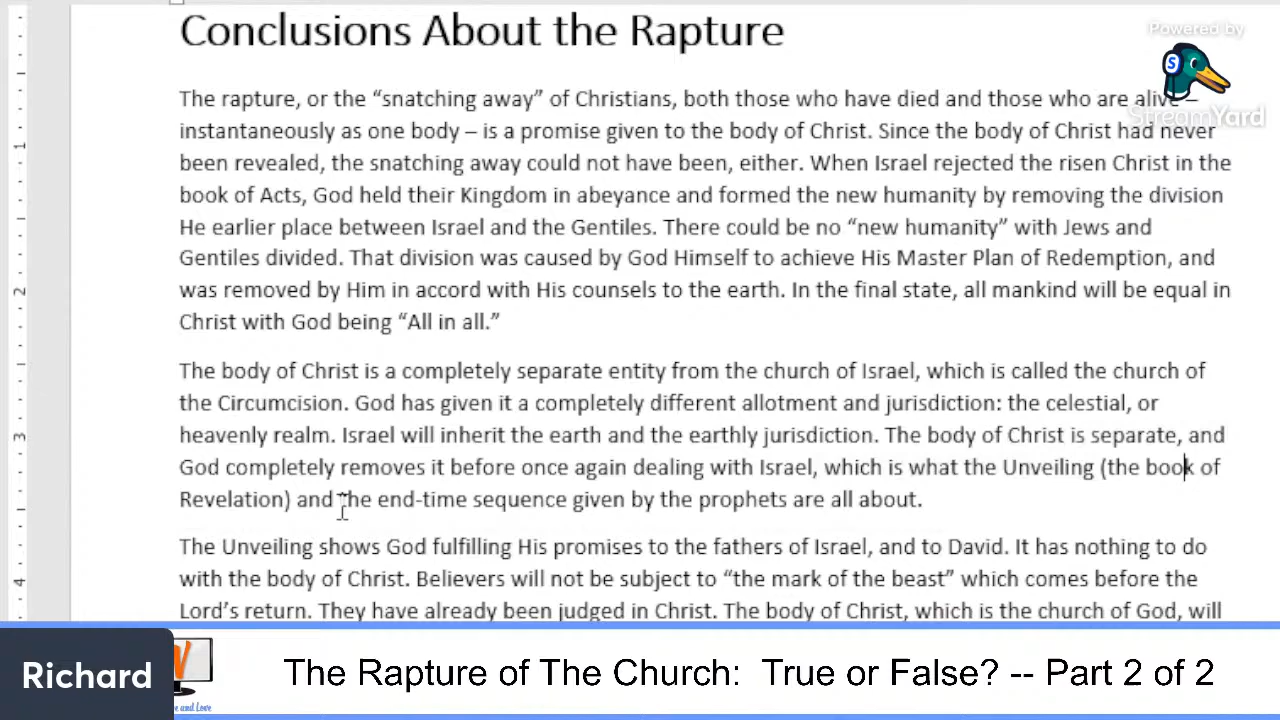 Conclusions About the Rapture
Powered by
StreamYard
The rapture, or the “snatching away” of Christians, both those who have died and those who are alive –
instantaneously as one body – is a promise given to the body of Christ. Since the body of Christ had never
been revealed, the snatching away could not have been, either. When Israel rejected the risen Christ in the
book of Acts, God held their Kingdom in abeyance and formed the new humanity by removing the division
He earlier place between Israel and the Gentiles. There could be no “new humanity” with Jews and
Gentiles divided. That division was caused by God Himself to achieve His Master Plan of Redemption, and
was removed by Him in accord with His counsels to the earth. In the final state, all mankind will be equal in
Christ with God being “All in all.”
The body of Christ is a completely separate entity from the church of Israel, which is called the church of
the Circumcision. God has given it a completely different allotment and jurisdiction: the celestial, or
heavenly realm. Israel will inherit the earth and the earthly jurisdiction. The body of Christ is separate, and
God completely removes it before once again dealing with Israel, which is what the Unveiling (the book of
Revelation) and the end-time sequence given by the prophets are all about.
The Unveiling shows God fulfilling His promises to the fathers of Israel, and to David. It has nothing to do
with the body of Christ. Believers will not be subject to “the mark of the beast” which comes before the
Lord’s return. They have already been judged in Christ. The body of Christ, which is the church of God, will
Richard
The Rapture of The Church: True or False? -- Part 2 of 2
and Love
1
2
3
4
S